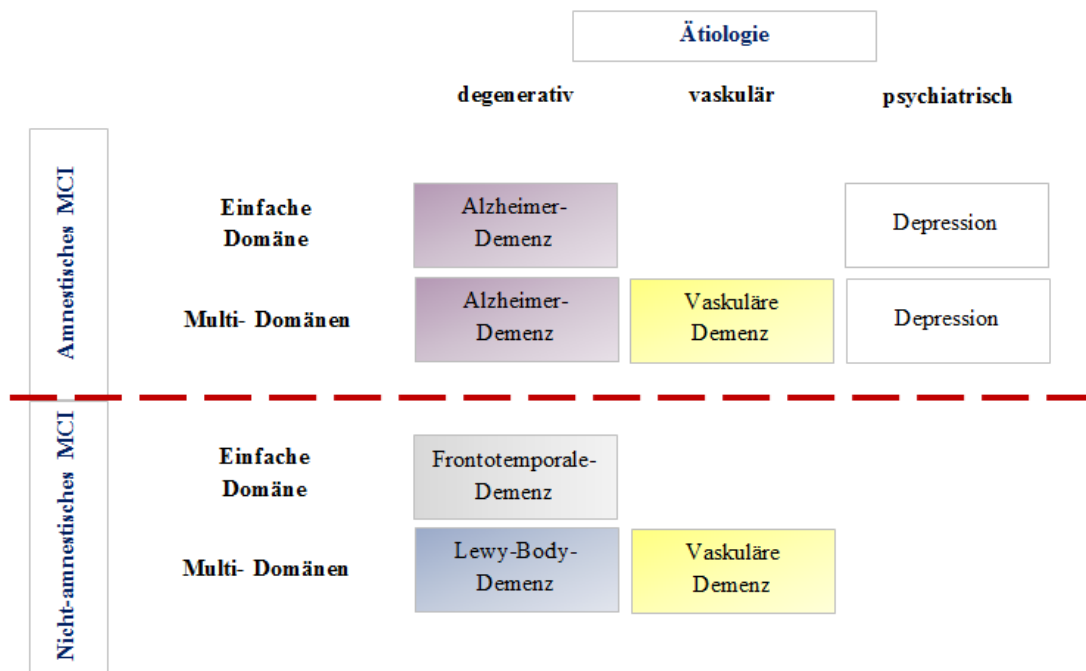 Ätiologie
degenerativ vaskulär psychiatrisch
Amnestisches MCI
Einfache
Domäne
Alzheimer-
Demenz
Depression
Multi- Domänen
Alzheimer-
Demenz
Vaskuläre
Demenz
Depression
Nicht-amnestisches MCI
Einfache
Domäne
Frontotemporale-
Demenz
Multi- Domänen
Lewy-Body-
Demenz
Vaskuläre
Demenz